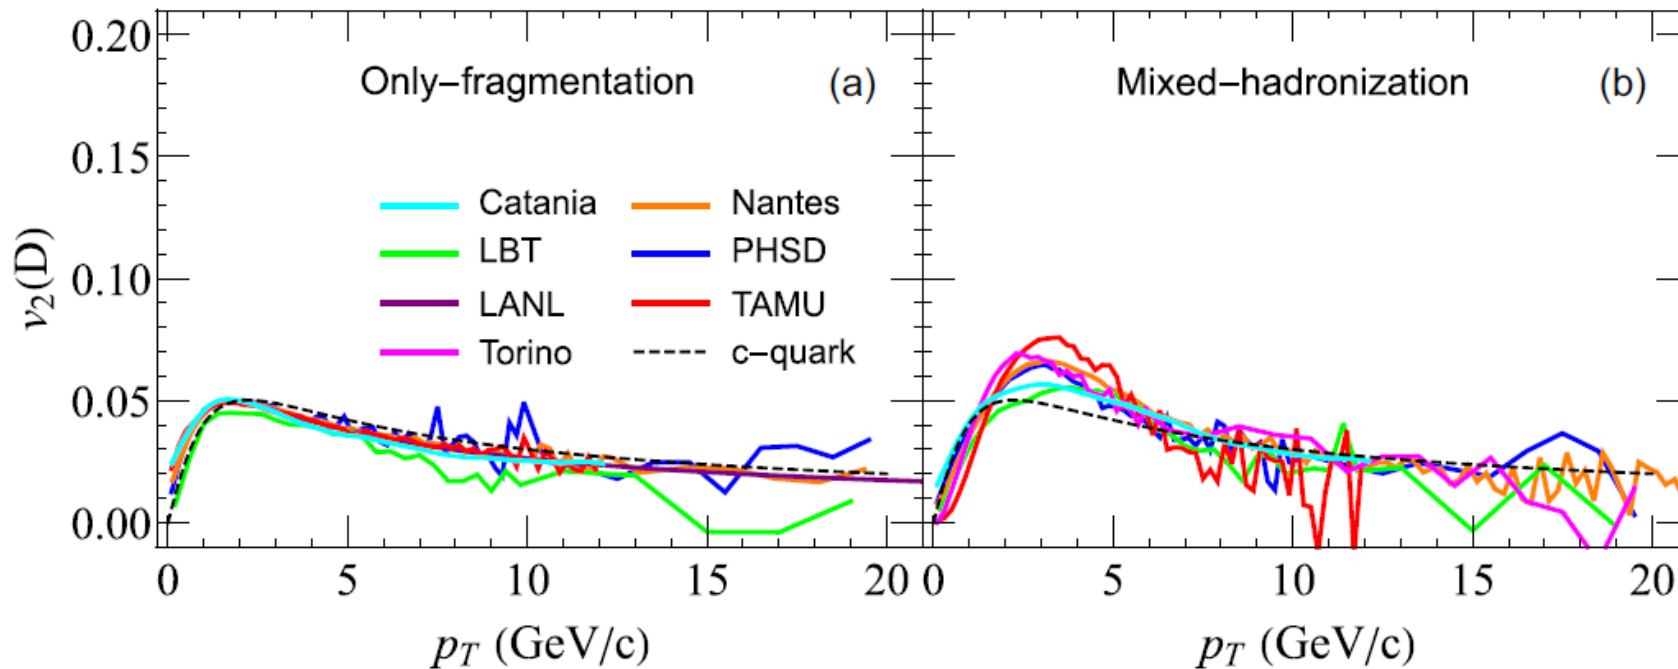 0.20
0.15
0.10
0.05
0.00
v2(D)
Only−fragmentation (a)
Catania Nantes
LBT PHSD
LANL TAMU
Torino c−quark
0 5 10 15 20
pT (GeV/c)
Mixed−hadronization (b)
0 5 10 15 20
pT (GeV/c)